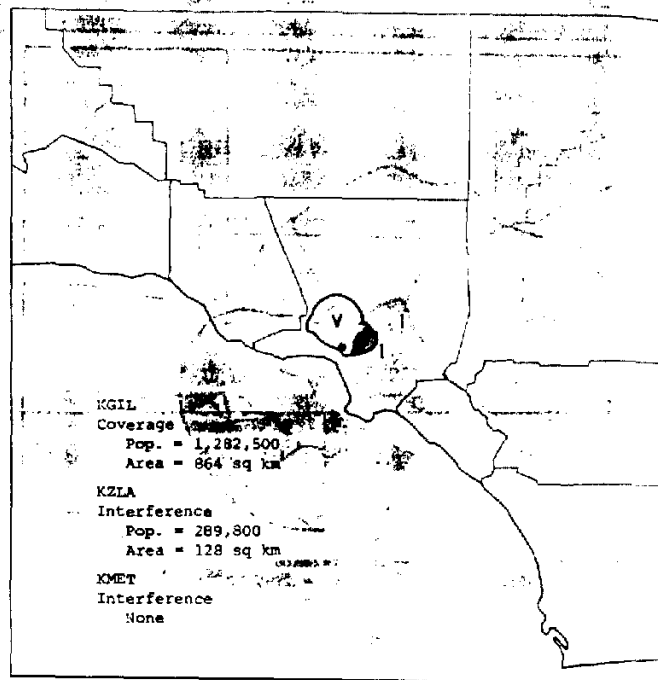 V
I
I
KGIL
Coverage
Pop. = 1,282,500
Area = 864 sq km
KZLA
Interference
Pop. = 289,800
Area = 128 sq km
KMET
Interference
None